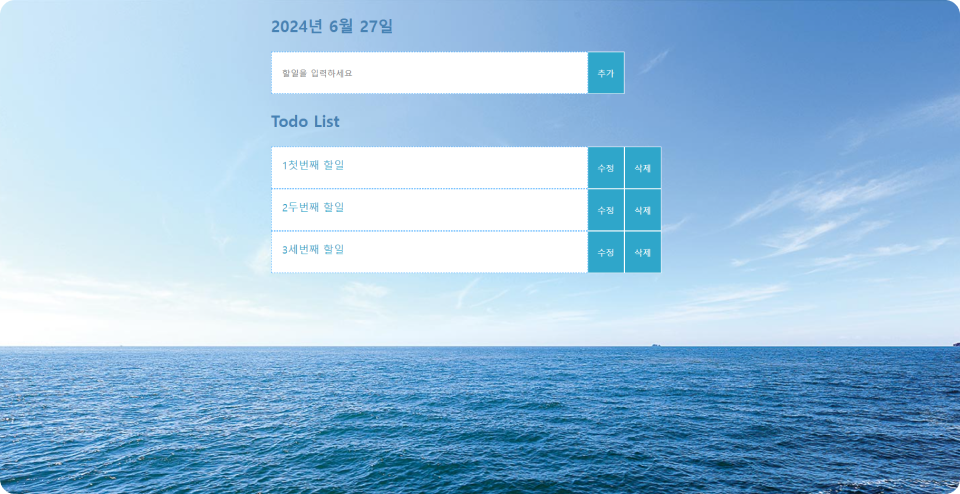 2024년 6월 27일
할일을 입력하세요 추가
Todo List
1첫번째 할일 수정 삭제
2두번째 할일 수정 삭제
3세번째 할일 수정 삭제